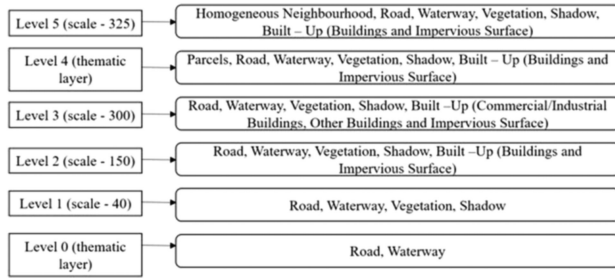 Level 5 (scale - 325)
Homogeneous Neighbourhood, Road, Waterway, Vegetation, Shadow,
Built – Up (Buildings and Impervious Surface)
Level 4 (thematic
layer)
Parcels, Road, Waterway, Vegetation, Shadow, Built – Up (Buildings and
Impervious Surface)
Level 3 (scale - 300)
Road, Waterway, Vegetation, Shadow, Built –Up (Commercial/Industrial
Buildings, Other Buildings and Impervious Surface)
Level 2 (scale - 150)
Road, Waterway, Vegetation, Shadow, Built –Up (Buildings and
Impervious Surface)
Level 1 (scale - 40)
Road, Waterway, Vegetation, Shadow
Level 0 (thematic
layer)
Road, Waterway